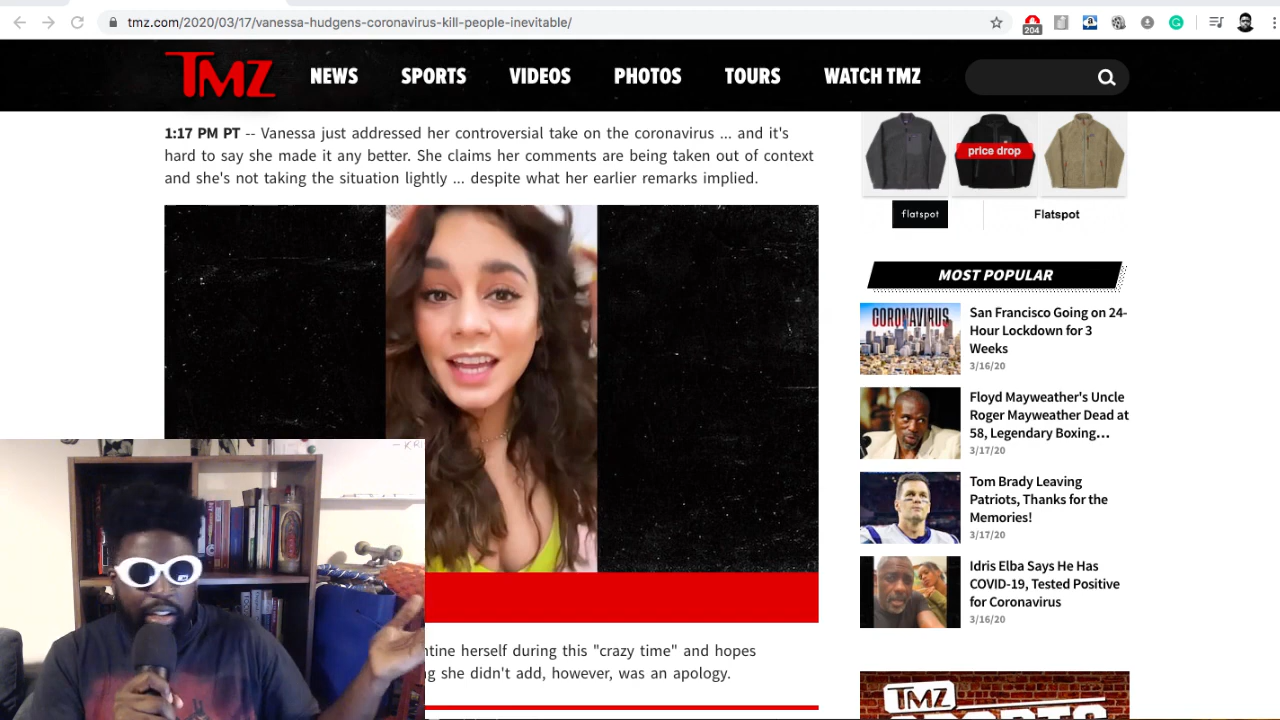 tmz.com/2020/03/17/vanessa-hudgens-coronavirus-kill-people-inevitable/
204
TMZ
NEWS
SPORTS
VIDEOS
PHOTOS
TOURS
WATCH TMZ
1:17 PM PT -- Vanessa just addressed her controversial take on the coronavirus ... and it's
hard to say she made it any better. She claims her comments are being taken out of context
and she's not taking the situation lightly ... despite what her earlier remarks implied.
price drop
flatspot
Flatspot
MOST POPULAR
CORONAVIRUS
San Francisco Going on 24-
Hour Lockdown for 3
Weeks
3/16/20
Floyd Mayweather's Uncle
Roger Mayweather Dead at
58, Legendary Boxing...
3/17/20
Tom Brady Leaving
Patriots, Thanks for the
Memories!
3/17/20
Idris Elba Says He Has
COVID-19, Tested Positive
for Coronavirus
3/16/20
ntine herself during this "crazy time" and hopes
g she didn't add, however, was an apology.
TMZ
SPORTS